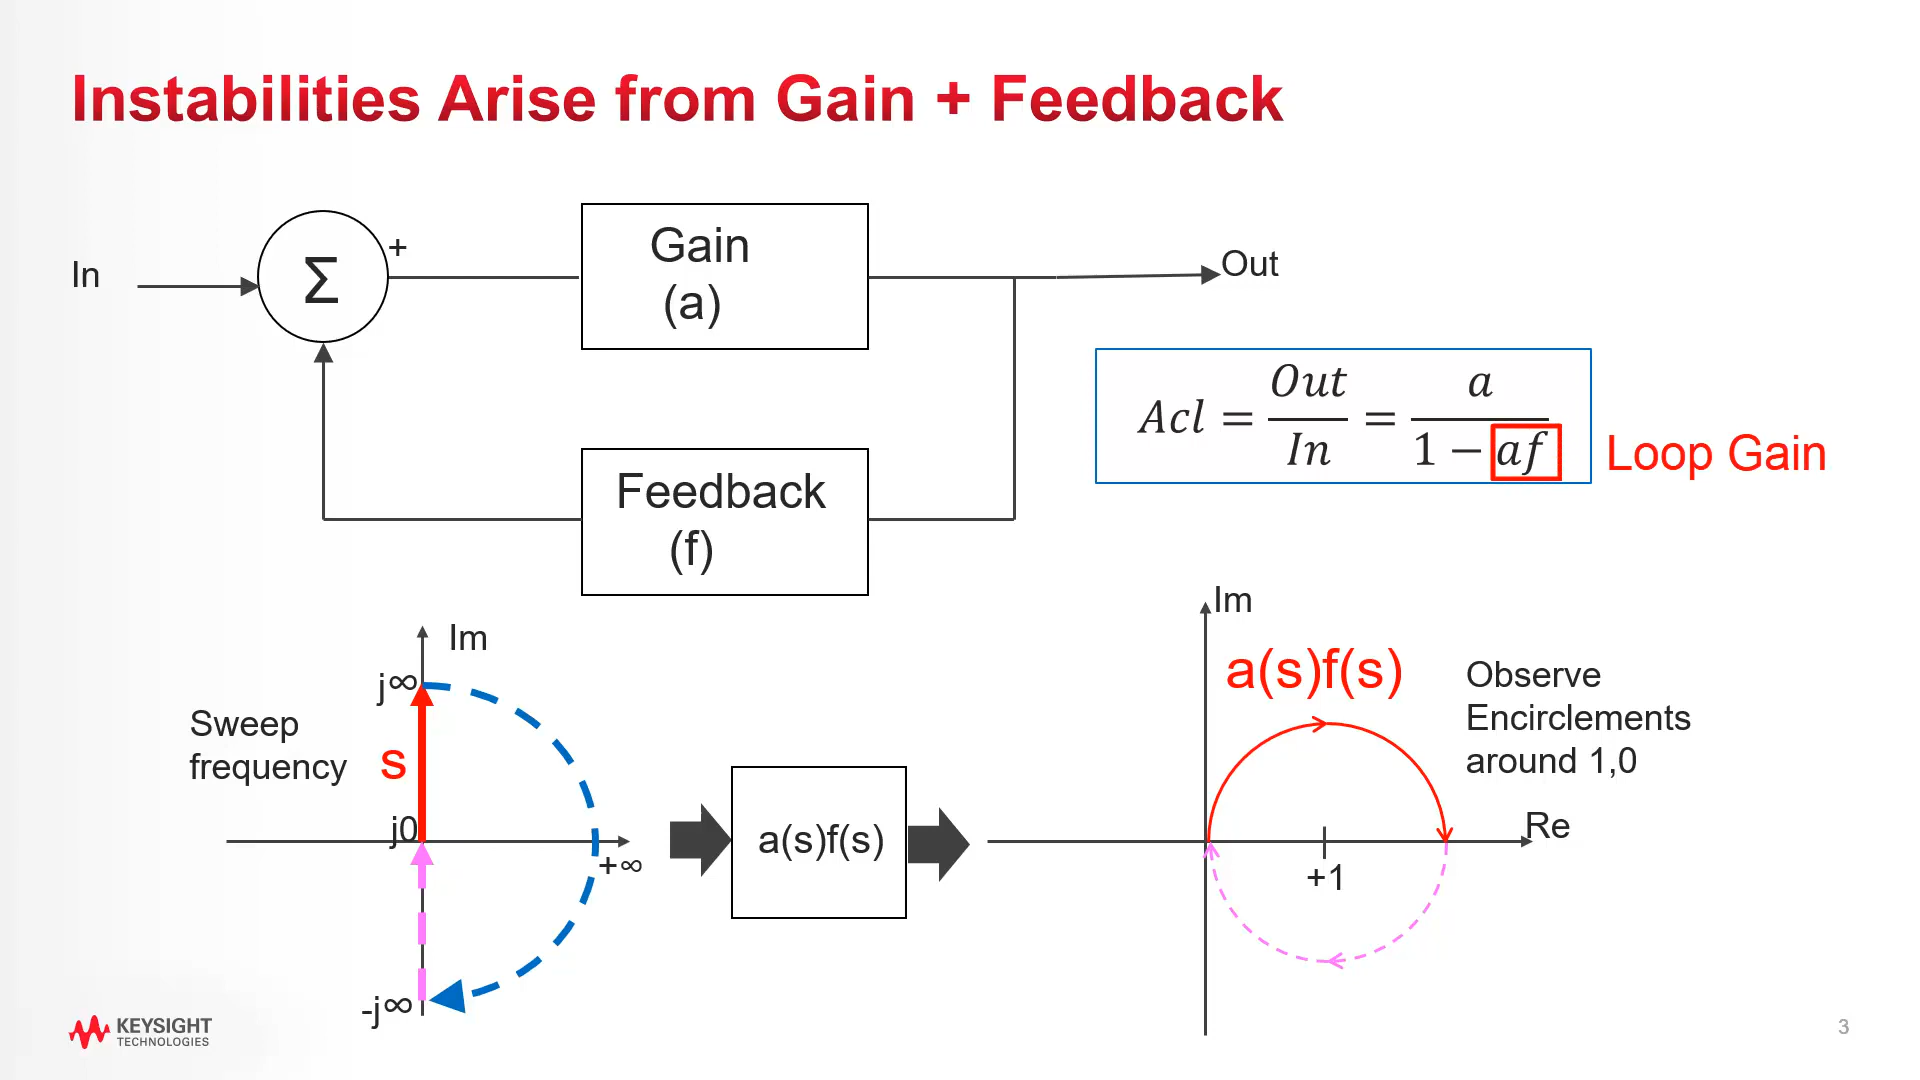 Instabilities Arise from Gain + Feedback
In
Σ
+
Gain
(a)
Out
Acl = Out/In = a/(1 − af)
Loop Gain
Feedback
(f)
Im
j∞
Sweep
frequency
s
j0
+∞
-j∞
a(s)f(s)
Im
a(s)f(s)
Observe
Encirclements
around 1,0
Re
+1
KEYSIGHT
TECHNOLOGIES
3